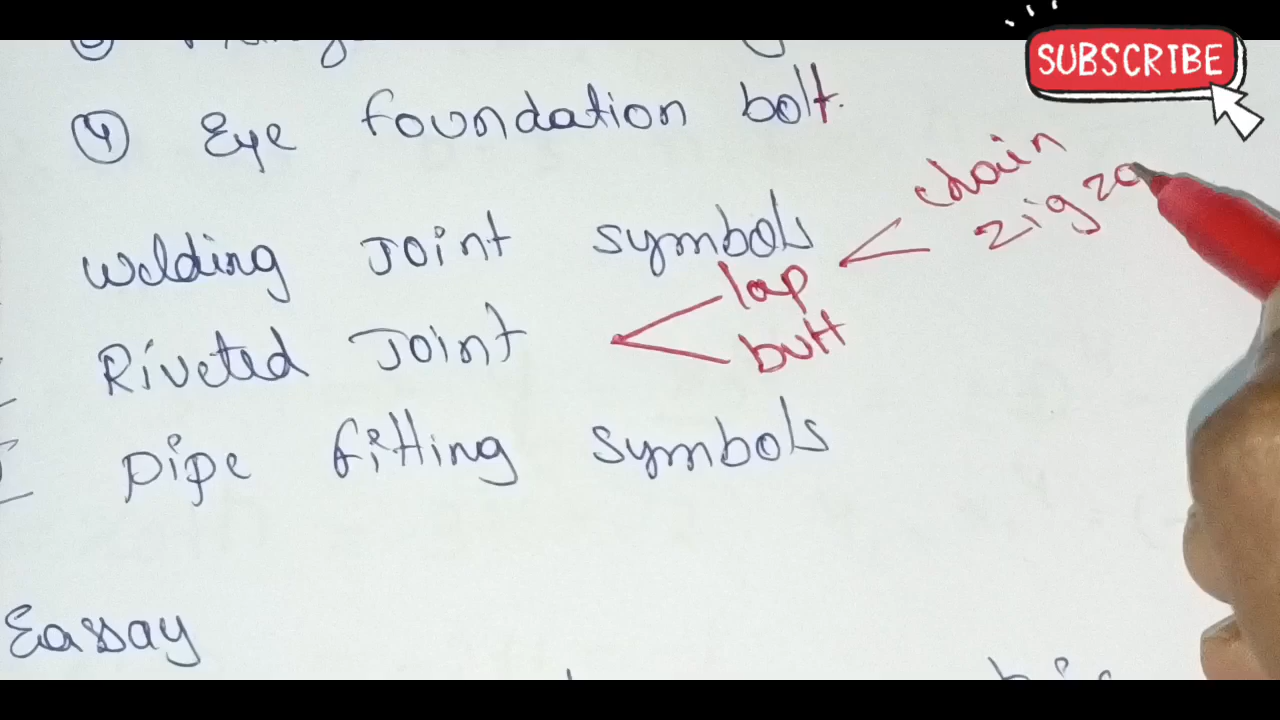 SUBSCRIBE
④ Eye foundation bolt.
chain
zigza
Welding Joint symbols
lap
Riveted Joint
butt
pipe fitting symbols
Eassay